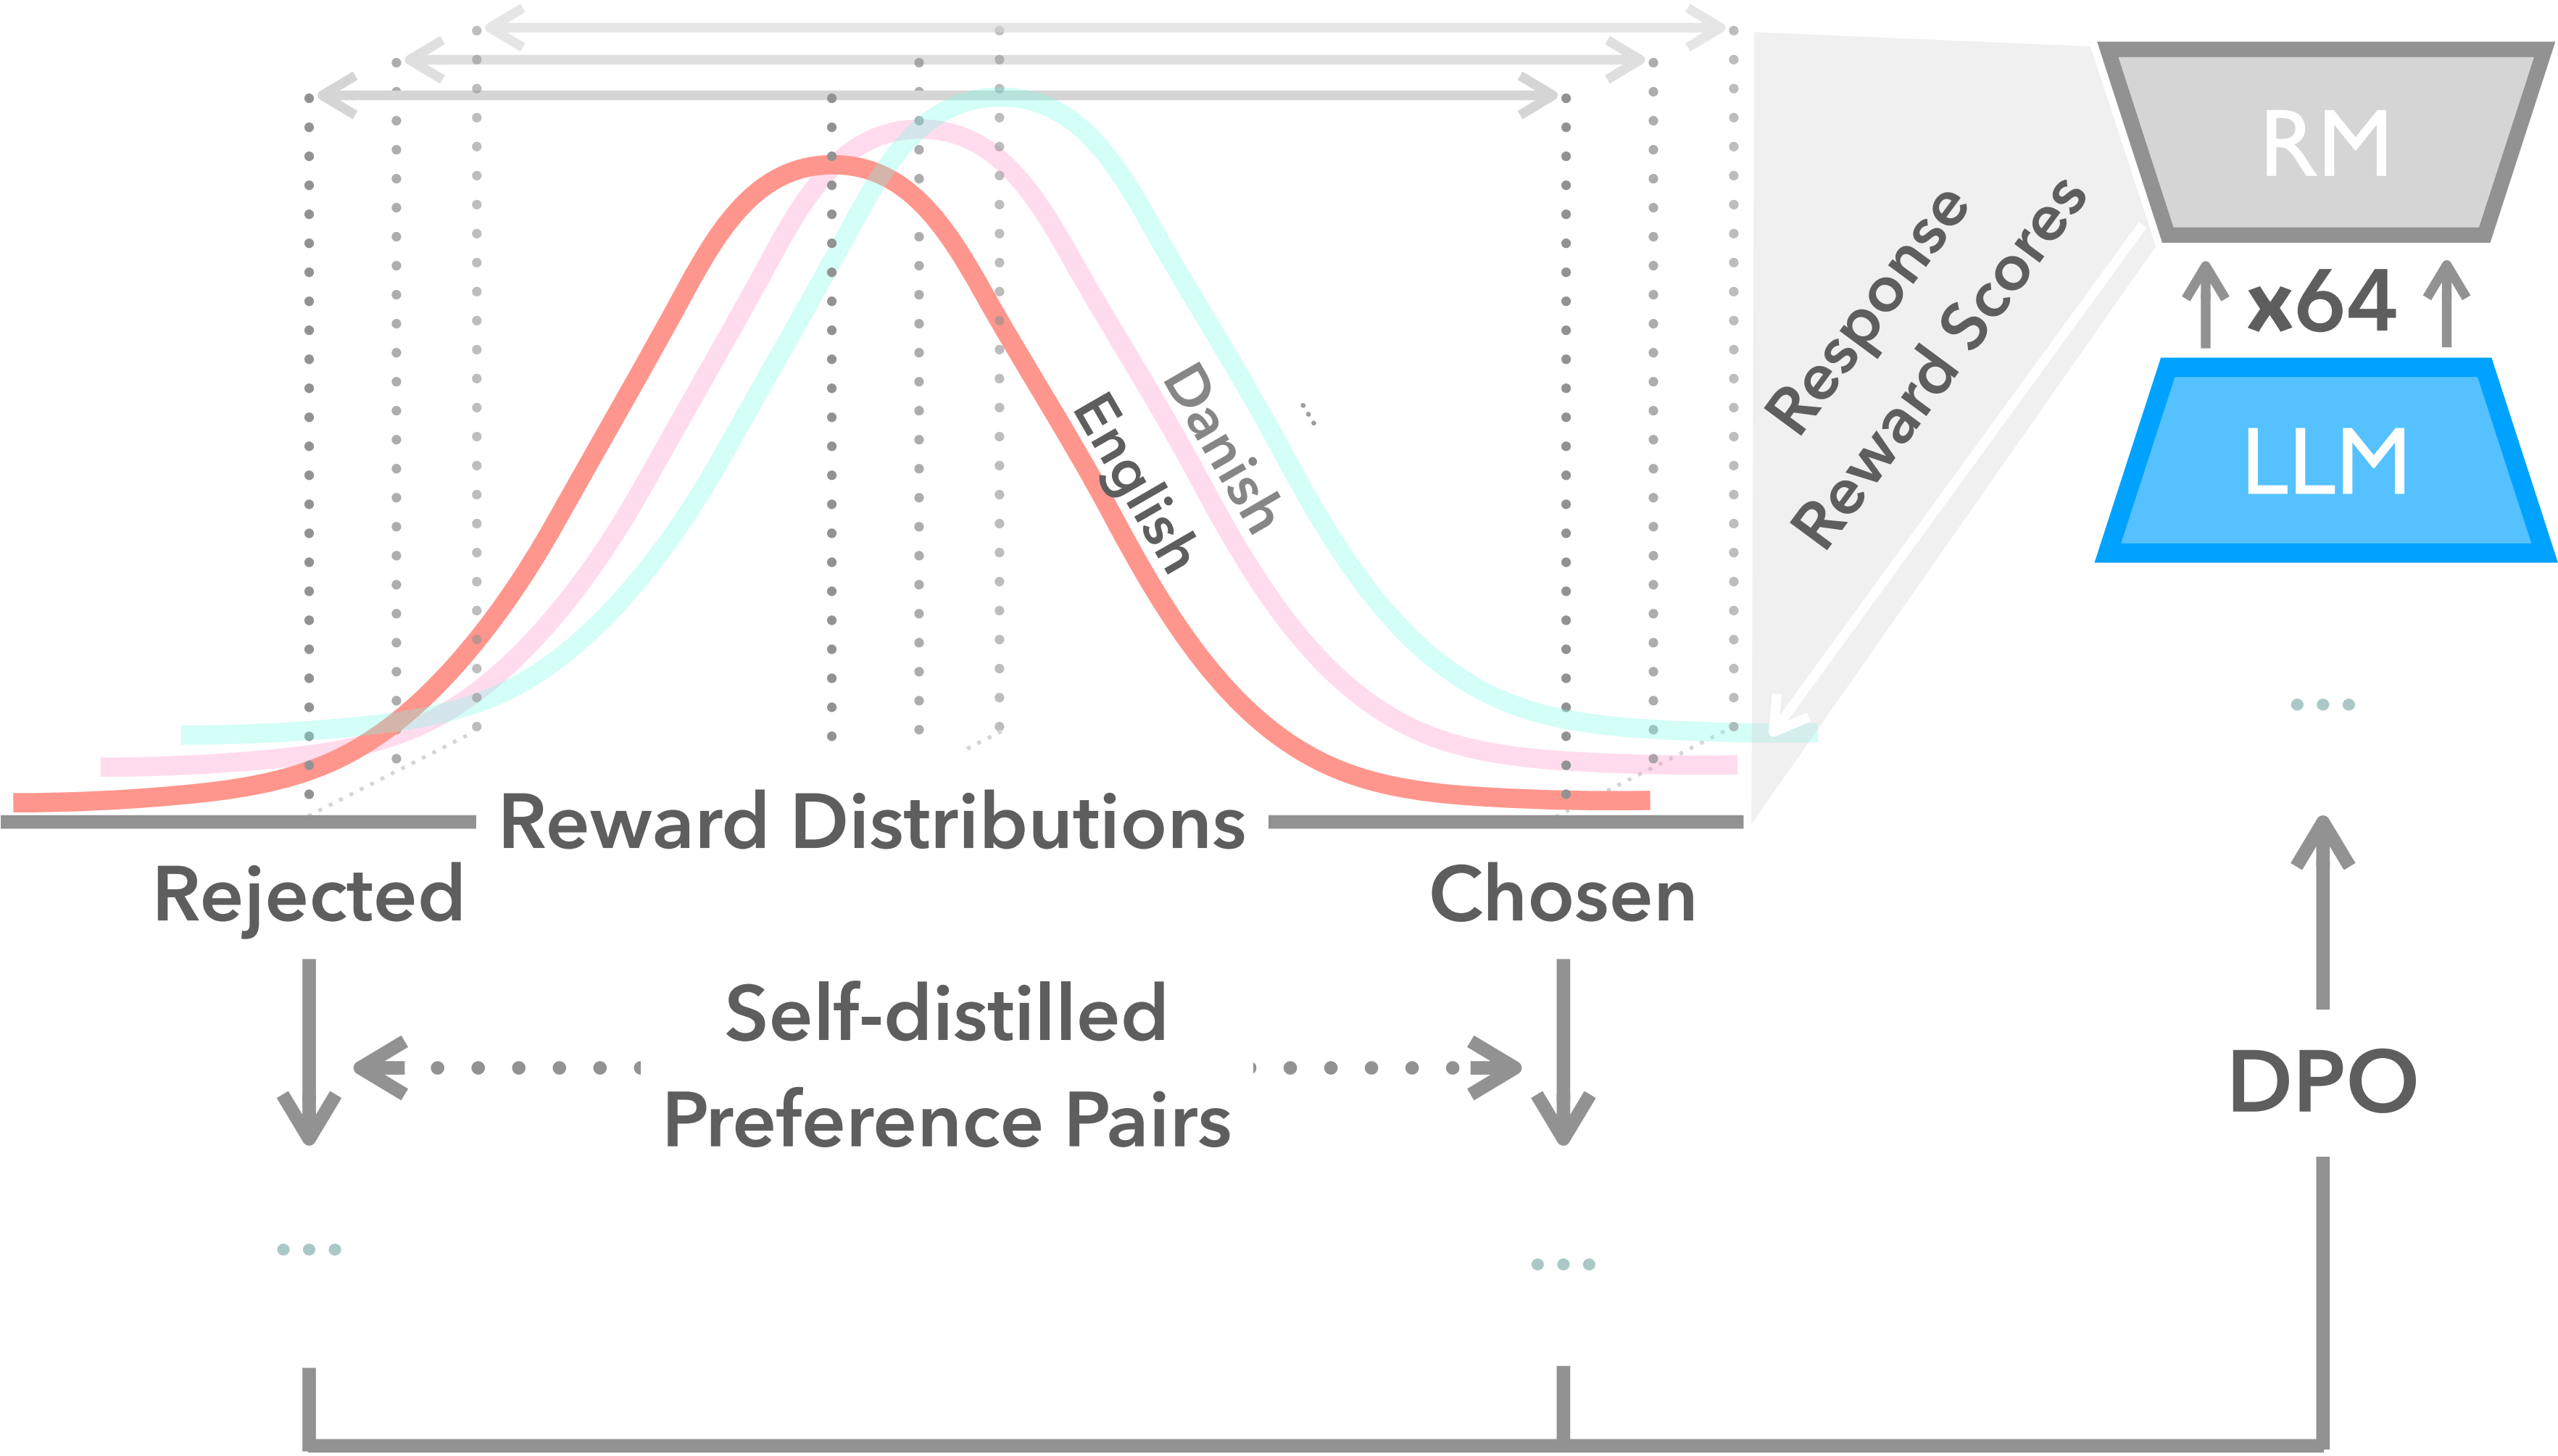 RM
x64
LLM
Response
Reward Scores
English
Danish
...
Reward Distributions
Rejected
Chosen
Self-distilled
Preference Pairs
DPO
...
...
...